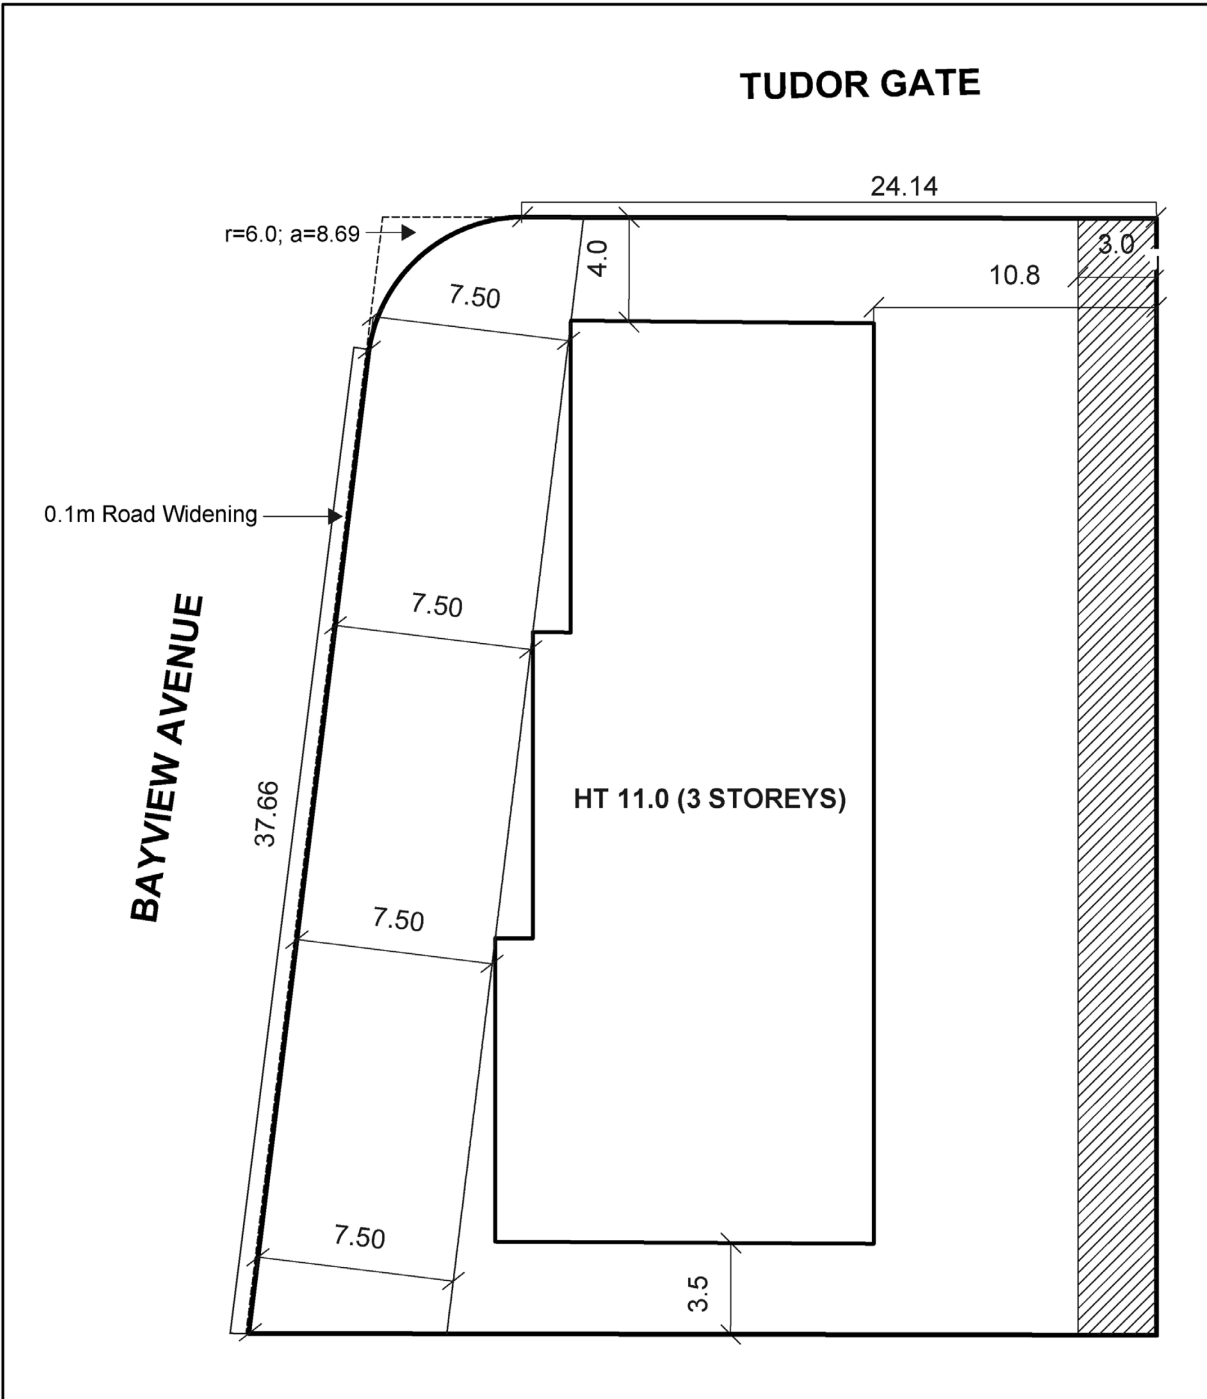 TUDOR GATE
24.14
r=6.0; a=8.69
4.0
3.0
10.8
7.50
0.1m Road Widening
7.50
BAYVIEW AVENUE
37.66
HT 11.0 (3 STOREYS)
7.50
7.50
3.5